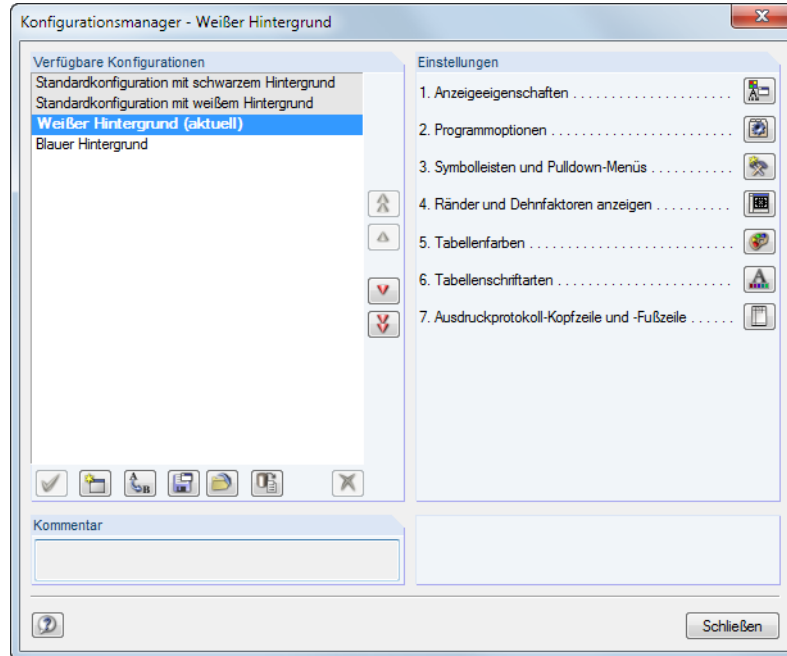 Konfigurationsmanager - Weißer Hintergrund
Verfügbare Konfigurationen
Standardkonfiguration mit schwarzem Hintergrund
Standardkonfiguration mit weißem Hintergrund
Weißer Hintergrund (aktuell)
Blauer Hintergrund
Einstellungen
1. Anzeigeeigenschaften
2. Programmoptionen
3. Symbolleisten und Pulldown-Menüs
4. Ränder und Dehnfaktoren anzeigen
5. Tabellenfarben
6. Tabellenschriftarten
7. Ausdruckprotokoll-Kopfzeile und -Fußzeile
Kommentar
Schließen